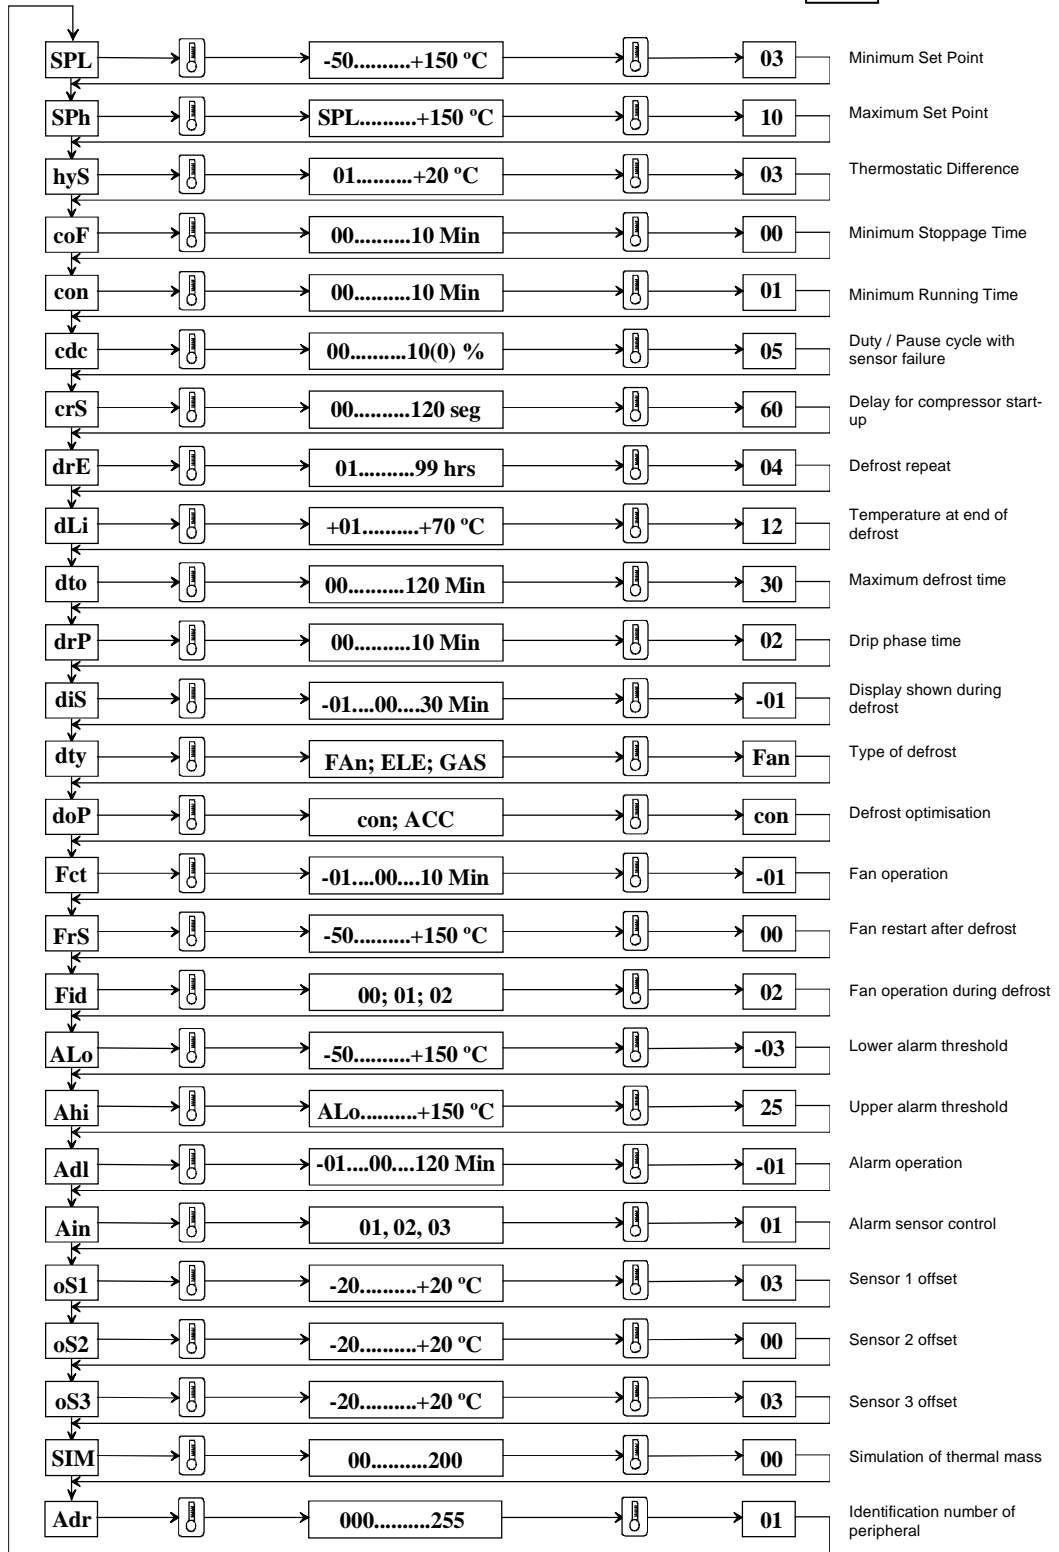 SPL -50..........+150 ºC 03 Minimum Set Point
SPh SPL..........+150 ºC 10 Maximum Set Point
hyS 01..........+20 ºC 03 Thermostatic Difference
coF 00..........10 Min 00 Minimum Stoppage Time
con 00..........10 Min 01 Minimum Running Time
cdc 00..........10(0) % 05 Duty / Pause cycle with
sensor failure
crS 00..........120 seg 60 Delay for compressor start-
up
drE 01..........99 hrs 04 Defrost repeat
dLi +01..........+70 ºC 12 Temperature at end of
defrost
dto 00..........120 Min 30 Maximum defrost time
drP 00..........10 Min 02 Drip phase time
diS -01....00....30 Min -01 Display shown during
defrost
dty FAn; ELE; GAS Fan Type of defrost
doP con; ACC con Defrost optimisation
Fct -01....00....10 Min -01 Fan operation
FrS -50.........+150 ºC 00 Fan restart after defrost
Fid 00; 01; 02 02 Fan operation during defrost
ALo -50.........+150 ºC -03 Lower alarm threshold
Ahi ALo..........+150 ºC 25 Upper alarm threshold
Adl -01....00....120 Min -01 Alarm operation
Ain 01, 02, 03 01 Alarm sensor control
oS1 -20..........+20 ºC 03 Sensor 1 offset
oS2 -20..........+20 ºC 00 Sensor 2 offset
oS3 -20..........+20 ºC 03 Sensor 3 offset
SIM 00..........200 00 Simulation of thermal mass
Adr 000..........255 01 Identification number of
peripheral